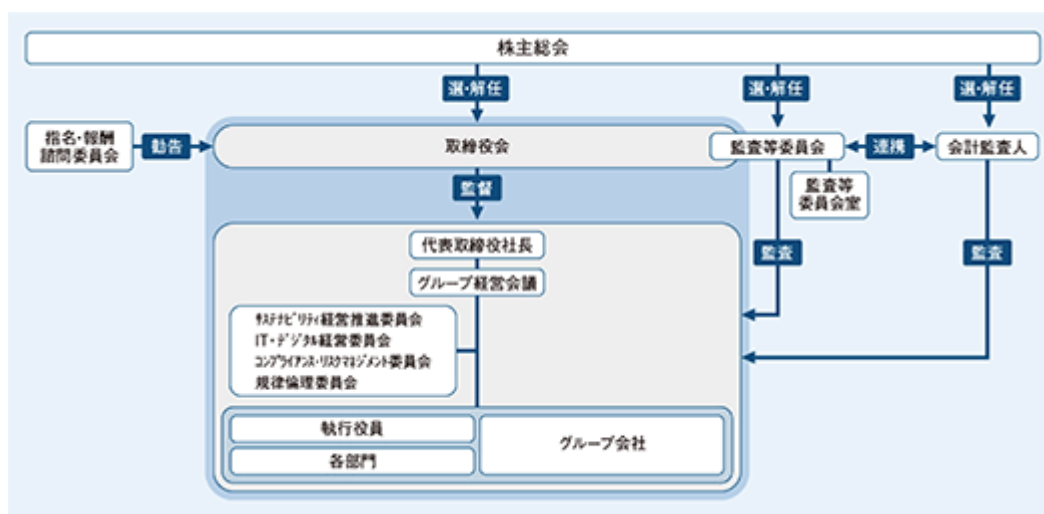 株主総会
選・解任
選・解任
選・解任
指名・報酬
諮問委員会
勧告
取締役会
監査等委員会
連携
会計監査人
監査等
委員会室
監督
代表取締役社長
監査
監査
グループ経営会議
サステナビリティ経営推進委員会
IT・デジタル経営委員会
コンプライアンス・リスクマネジメント委員会
規律倫理委員会
執行役員
グループ会社
各部門